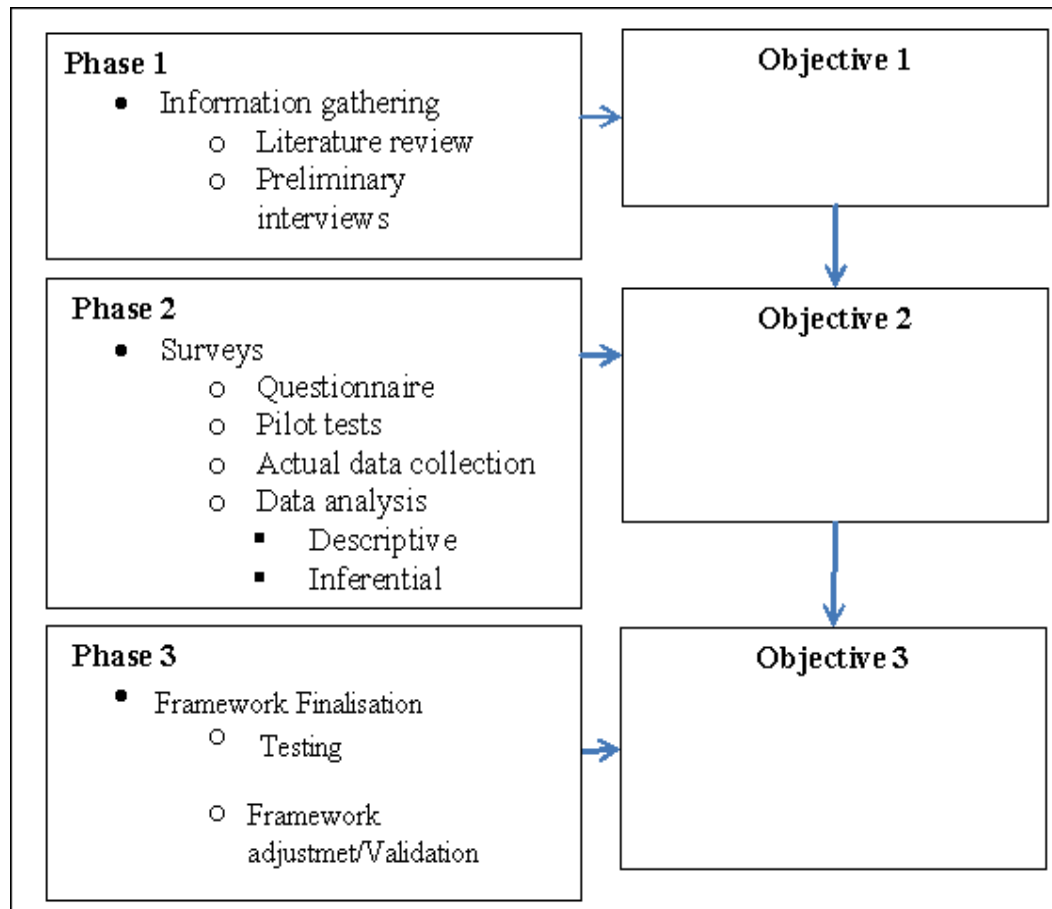 Phase 1
• Information gathering
o Literature review
o Preliminary
interviews
Objective 1
Phase 2
• Surveys
o Questionnaire
o Pilot tests
o Actual data collection
o Data analysis
▪ Descriptive
▪ Inferential
Objective 2
Phase 3
• Framework Finalisation
o Testing
o Framework
adjustmet/Validation
Objective 3